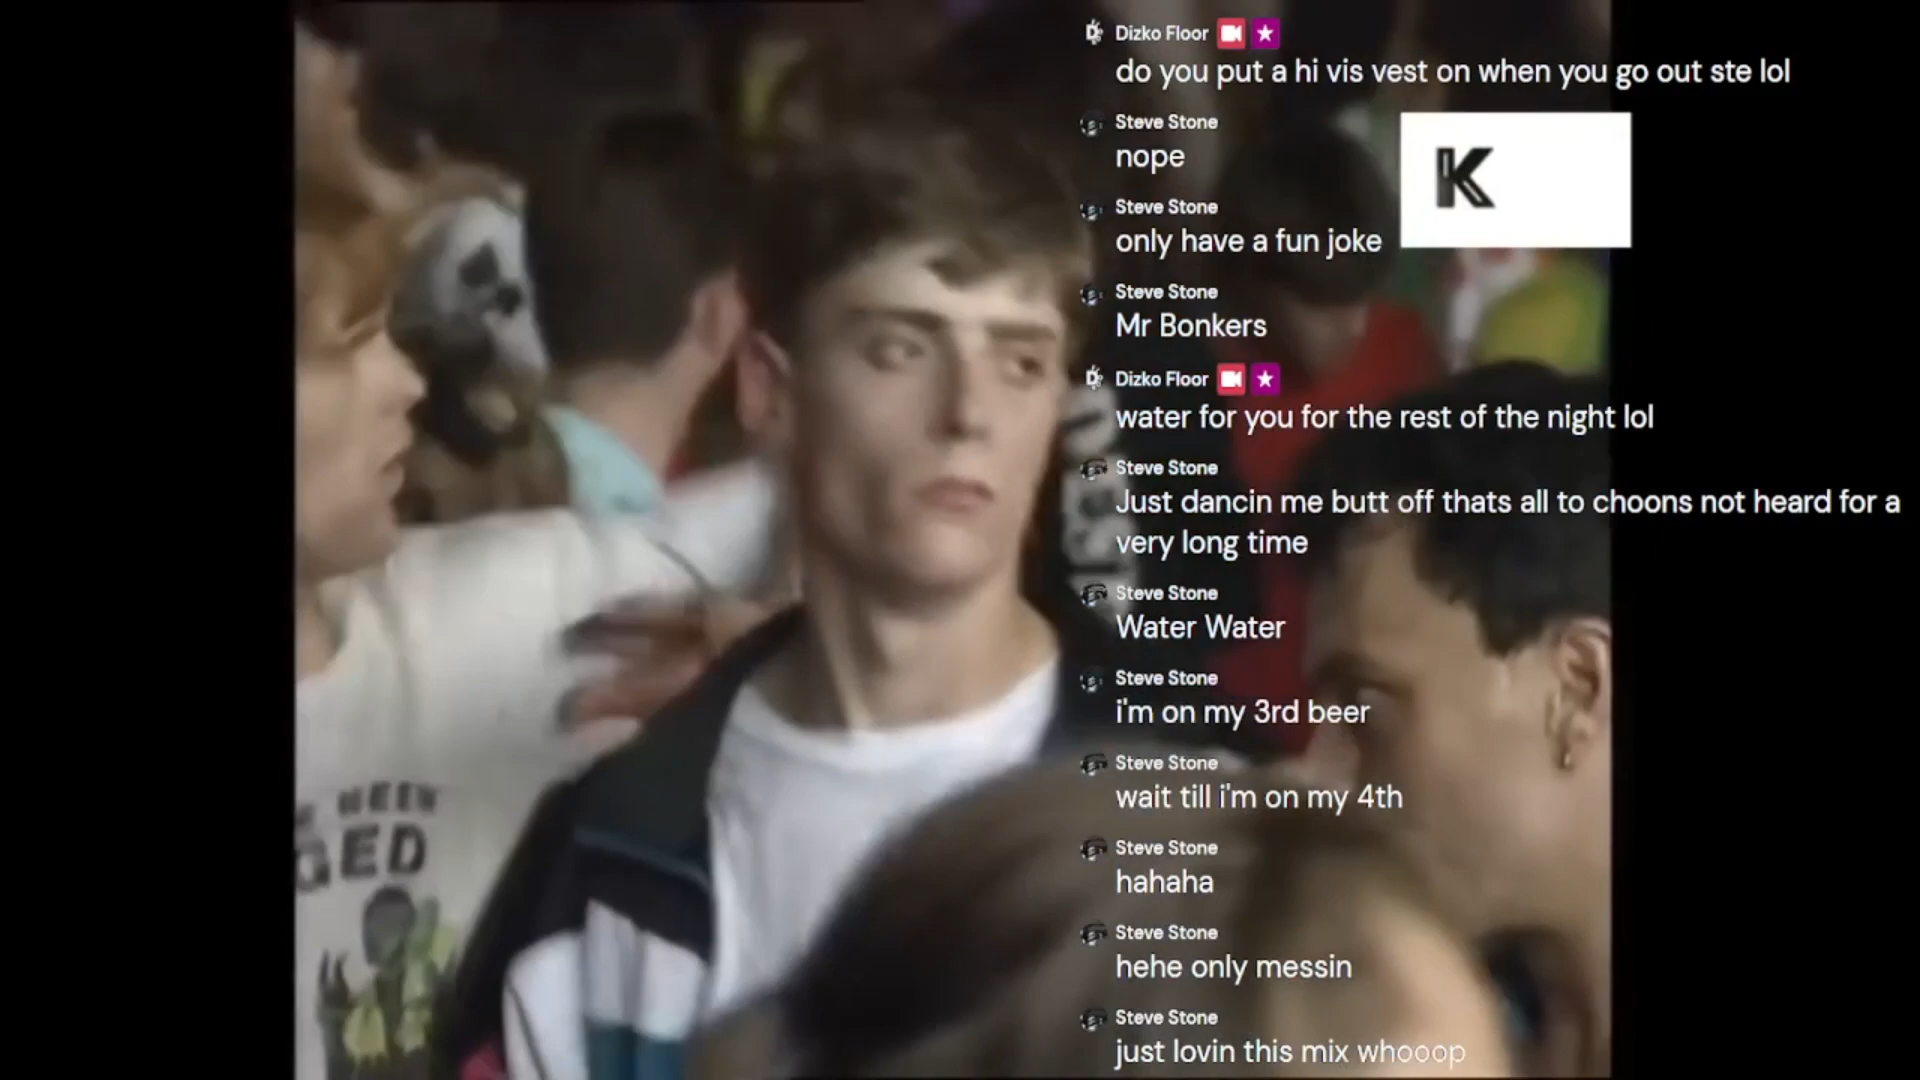 Dizko Floor
do you put a hi vis vest on when you go out ste lol
Steve Stone
nope
K
Steve Stone
only have a fun joke
Steve Stone
Mr Bonkers
Dizko Floor
water for you for the rest of the night lol
Steve Stone
Just dancin me butt off thats all to choons not heard for a
very long time
Steve Stone
Water Water
Steve Stone
i'm on my 3rd beer
Steve Stone
wait till i'm on my 4th
Steve Stone
hahaha
Steve Stone
hehe only messin
Steve Stone
just lovin this mix whooop
BEEN
GED